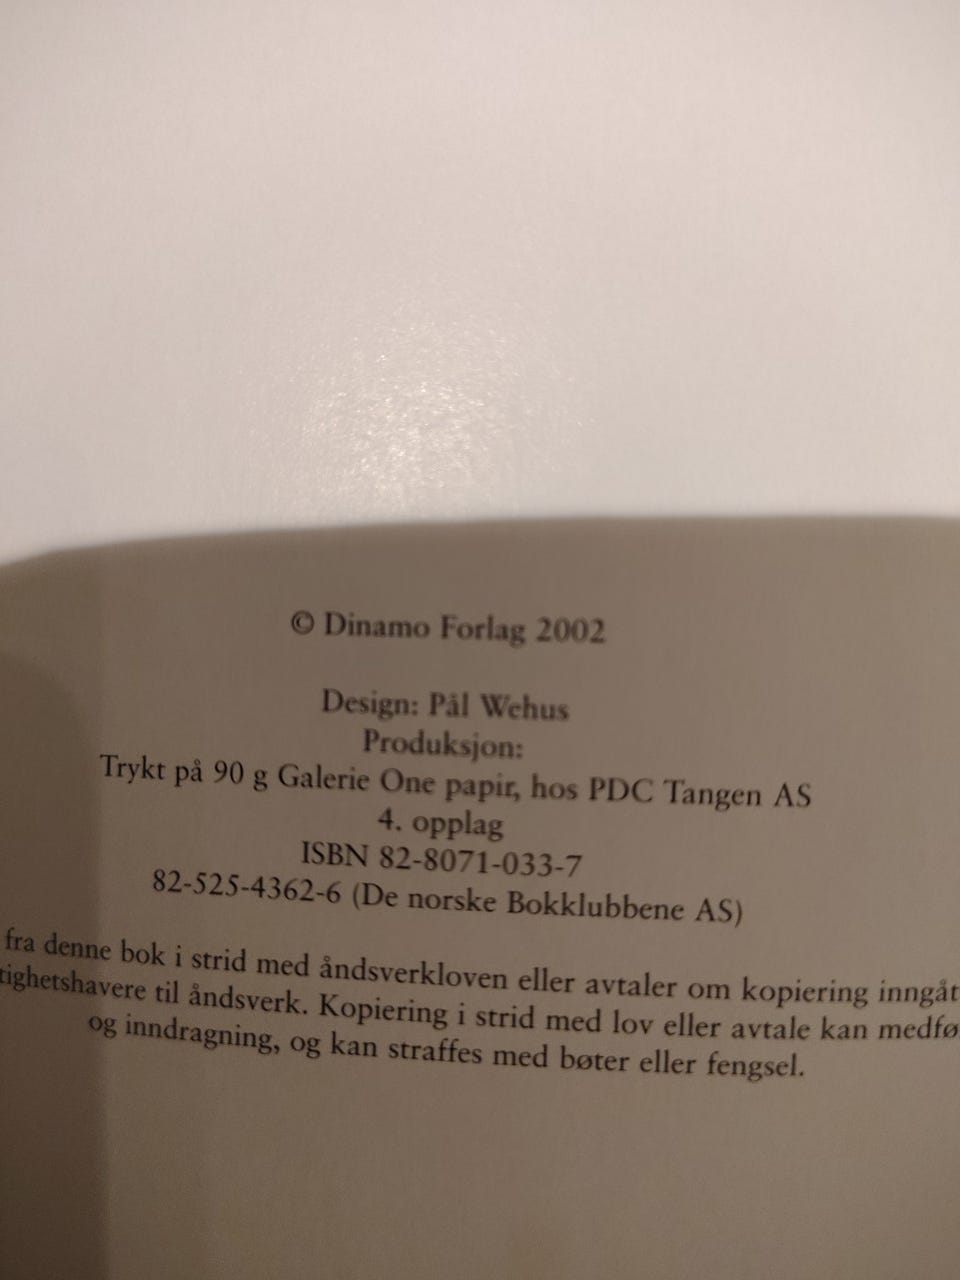 © Dinamo Forlag 2002
Design: Pål Wehus
Produksjon:
Trykt på 90 g Galerie One papir, hos PDC Tangen AS
4. opplag
ISBN 82-8071-033-7
82-525-4362-6 (De norske Bokklubbene AS)
fra denne bok i strid med åndsverkloven eller avtaler om kopiering inngåt
tighetshavere til åndsverk. Kopiering i strid med lov eller avtale kan medfø
og inndragning, og kan straffes med bøter eller fengsel.